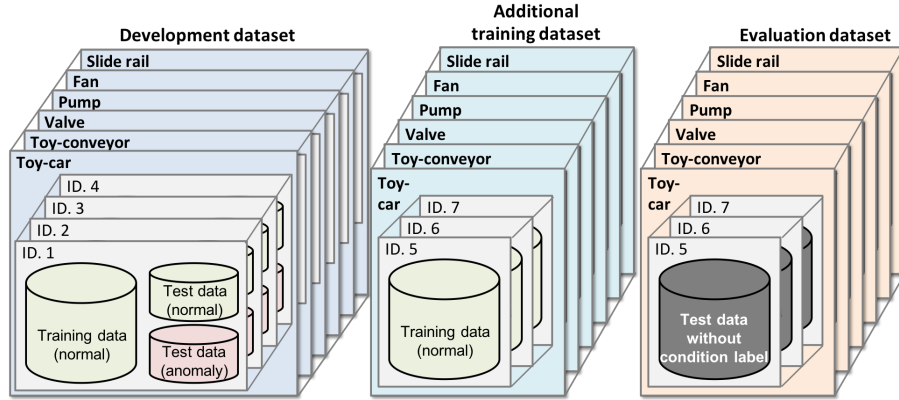 Development dataset
Slide rail
Fan
Pump
Valve
Toy-conveyor
Toy-car
ID. 4
ID. 3
ID. 2
ID. 1
Training data
(normal)
Test data
(normal)
Test data
(anomaly)
Additional
training dataset
Slide rail
Fan
Pump
Valve
Toy-conveyor
Toy-
car
ID. 7
ID. 6
ID. 5
Training data
(normal)
Evaluation dataset
Slide rail
Fan
Pump
Valve
Toy-conveyor
Toy-
car
ID. 7
ID. 6
ID. 5
Test data
without
condition label